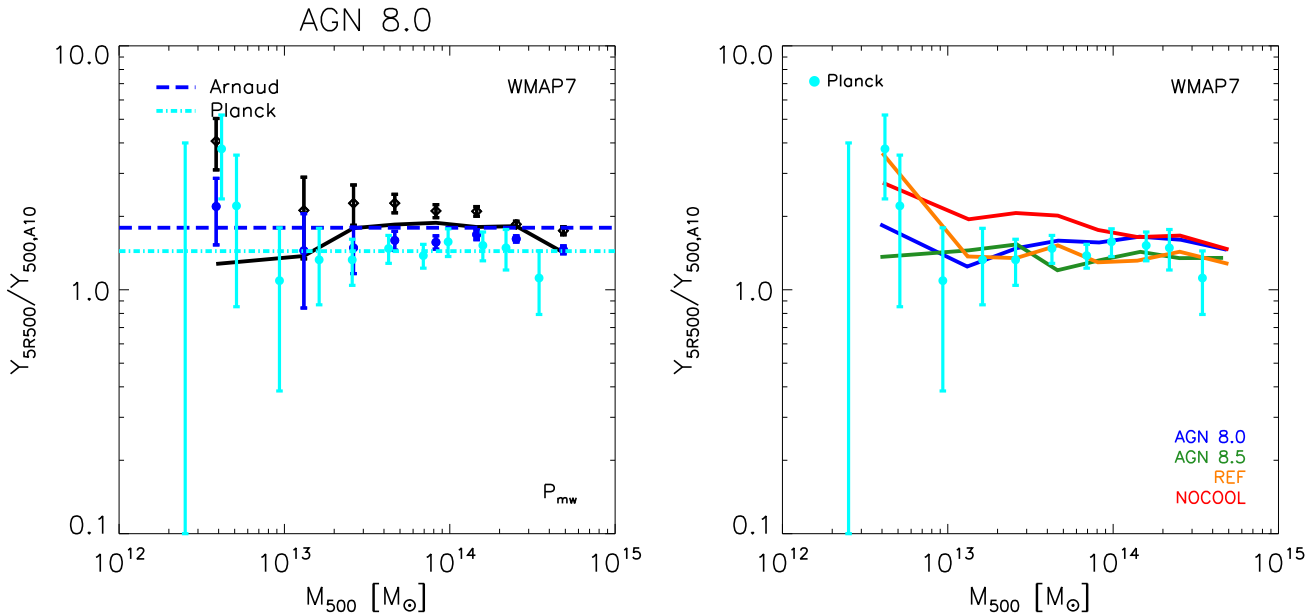 AGN 8.0
10.0
1.0
0.1
Y5R500/Y500,A10
Arnaud
Planck
WMAP7
Pmw
10^12 10^13 10^14 10^15
M500 [M⊙]
10.0
1.0
0.1
Y5R500/Y500,A10
Planck
WMAP7
AGN 8.0
AGN 8.5
REF
NOCOOL
10^12 10^13 10^14 10^15
M500 [M⊙]